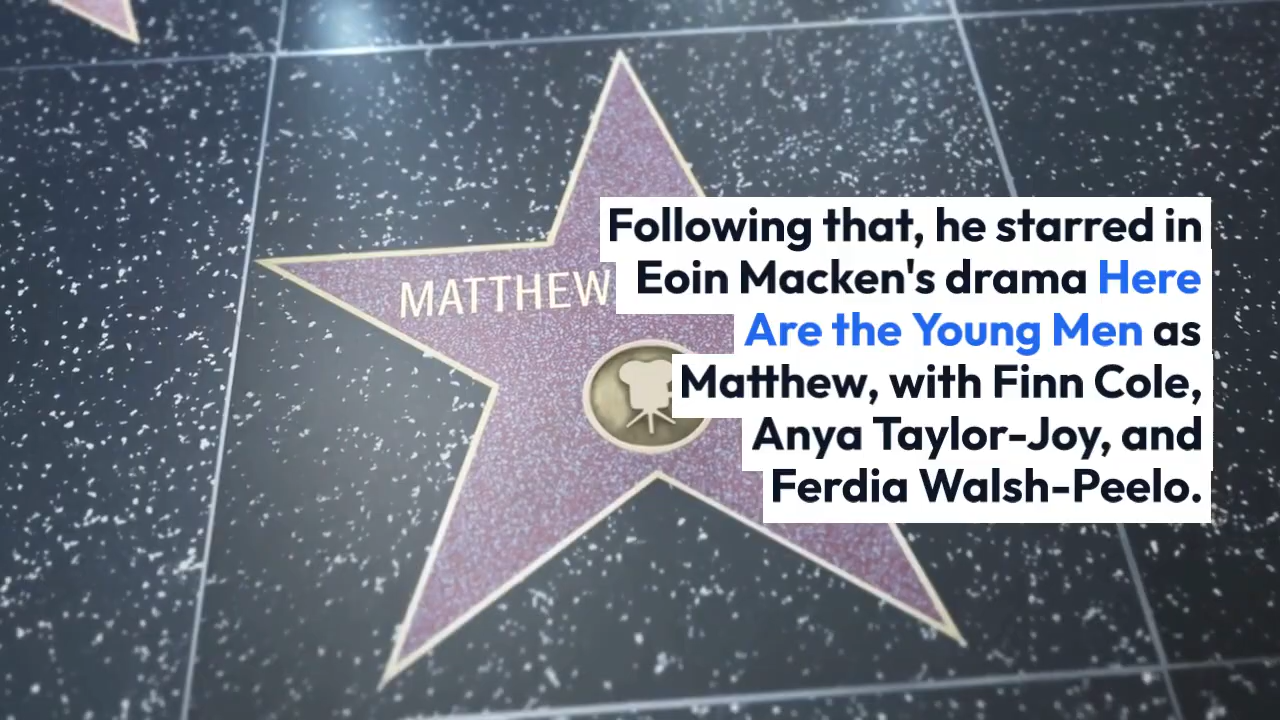 MATTHEW
Following that, he starred in
Eoin Macken's drama Here
Are the Young Men as
Matthew, with Finn Cole,
Anya Taylor-Joy, and
Ferdia Walsh-Peelo.